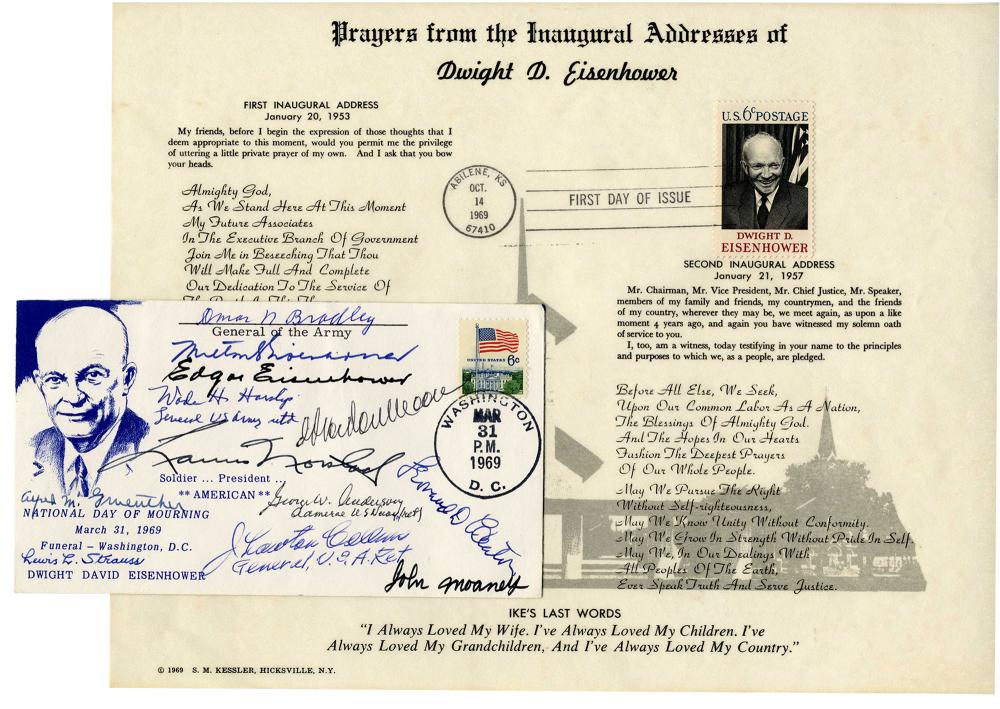 Prayers from the Inaugural Addresses of
Dwight D. Eisenhower
FIRST INAUGURAL ADDRESS
January 20, 1953
My friends, before I begin the expression of those thoughts that I
deem appropriate to this moment, would you permit me the privilege
of uttering a little private prayer of my own. And I ask that you bow
your heads.
Almighty God,
As We Stand Here At This Moment
My Future Associates
In The Executive Branch Of Government
Join Me in Beseeching That Thou
Will Make Full And Complete
Our Dedication To The Service Of
ABILENE, KS
OCT.
14
1969
67410
FIRST DAY OF ISSUE
U.S. 6c POSTAGE
DWIGHT D.
EISENHOWER
SECOND INAUGURAL ADDRESS
January 21, 1957
Mr. Chairman, Mr. Vice President, Mr. Chief Justice, Mr. Speaker,
members of my family and friends, my countrymen, and the friends
of my country, wherever they may be, we meet again, as upon a like
moment 4 years ago, and again you have witnessed my solemn oath
of service to you.
I, too, am a witness, today testifying in your name to the principles
and purposes to which we, as a people, are pledged.
Before All Else, We Seek,
Upon Our Common Labor As A Nation,
The Blessings Of Almighty God.
And The Hopes In Our Hearts
Fashion The Deepest Prayers
Of Our Whole People.
May We Pursue The Right
Without Self-righteousness,
May We Know Unity Without Conformity.
May We Grow In Strength Without Pride In Self.
May We, In Our Dealings With
All Peoples Of The Earth,
Ever Speak Truth And Serve Justice.
Omar N Bradley
General of the Army
Milton Eisenhower
Edgar Eisenhower
Wade H Haislip
General US Army retd
Lauris Norstad
Soldier ... President ..
** AMERICAN **
Alfred M. Gruenther
George W. Anderson
Admiral US Navy (ret)
NATIONAL DAY OF MOURNING
March 31, 1969
Funeral – Washington, D.C.
Lewis L. Strauss
DWIGHT DAVID EISENHOWER
J Lawton Collins
General, U.S.A. Ret
John Moaney
UNITED STATES 6c
WASHINGTON
MAR
31
P.M.
1969
D. C.
IKE'S LAST WORDS
"I Always Loved My Wife. I've Always Loved My Children. I've
Always Loved My Grandchildren, And I've Always Loved My Country."
© 1969 S. M. KESSLER, HICKSVILLE, N.Y.